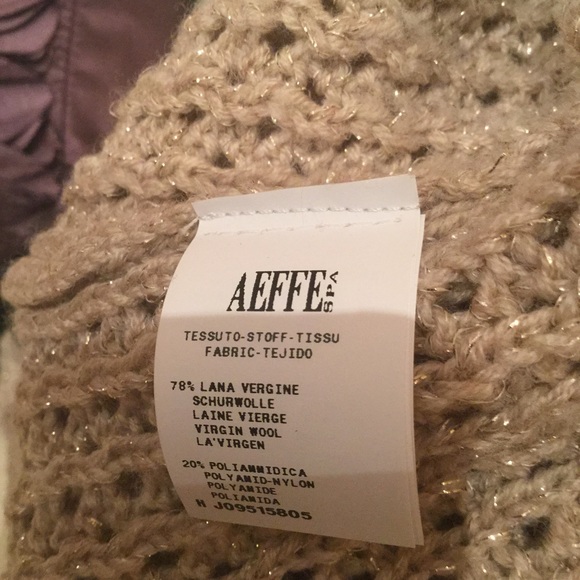 AEFFE SPA
TESSUTO-STOFF-TISSU
FABRIC-TEJIDO
78% LANA VERGINE
SCHURWOLLE
LAINE VIERGE
VIRGIN WOOL
LA'VIRGEN
20% POLIAMMIDICA
POLYAMID-NYLON
POLYAMIDE
POLIAMIDA
H J09515805